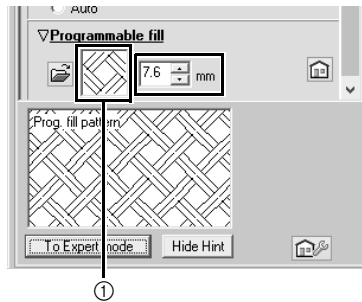 Auto
▽Programmable fill
7.6 mm
Prog. fill pattern
To Expert mode Hide Hint
①